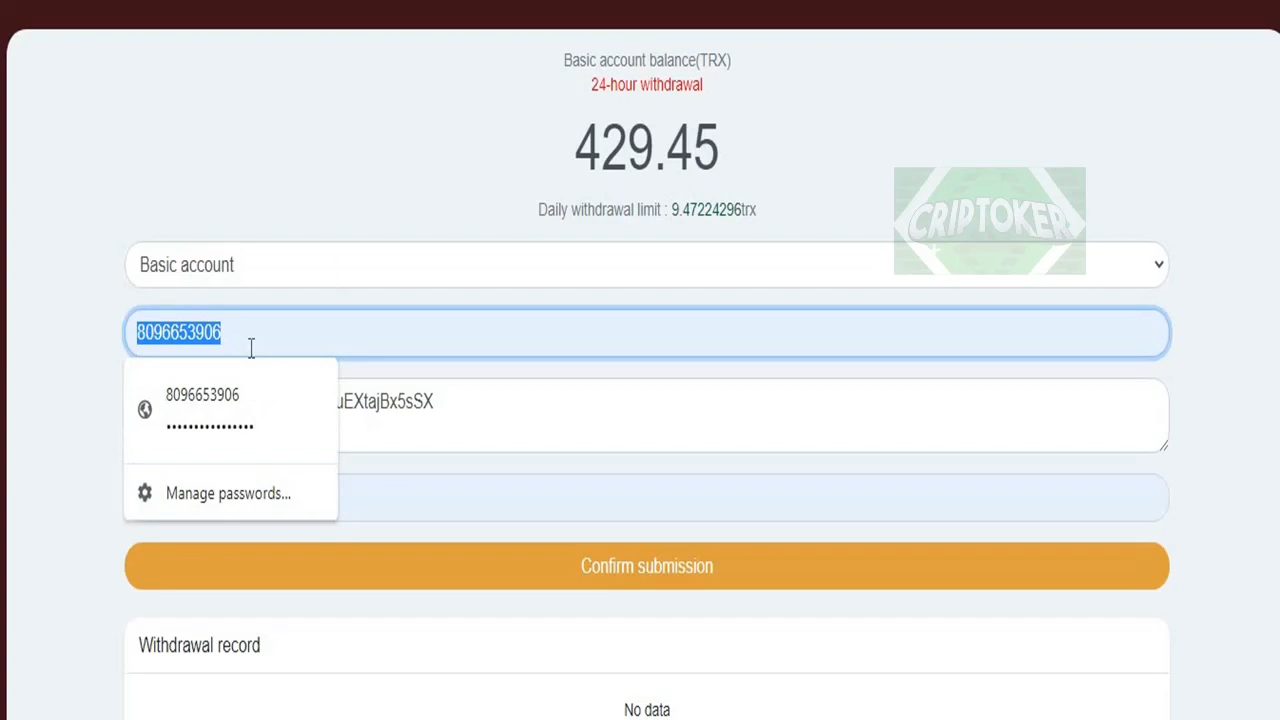 Basic account balance(TRX)
24-hour withdrawal
429.45
Daily withdrawal limit : 9.47224296trx
CRIPTOKER
Basic account
8096653906
8096653906
••••••••••••••••
uEXtajBx5sSX
Manage passwords...
Confirm submission
Withdrawal record
No data